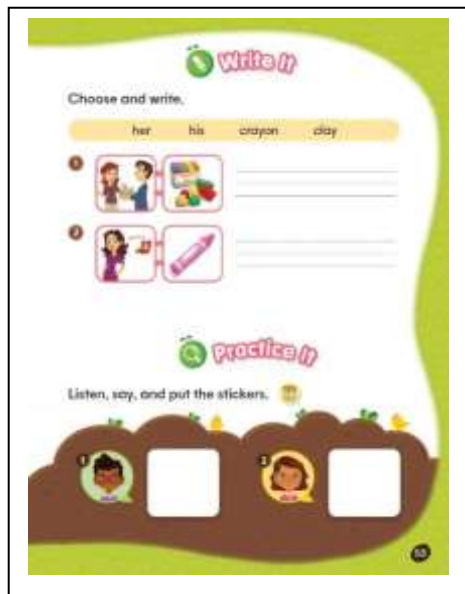 Write It
Choose and write.
her his crayon clay
1
2
Practice It
Listen, say, and put the stickers.
1
2
53